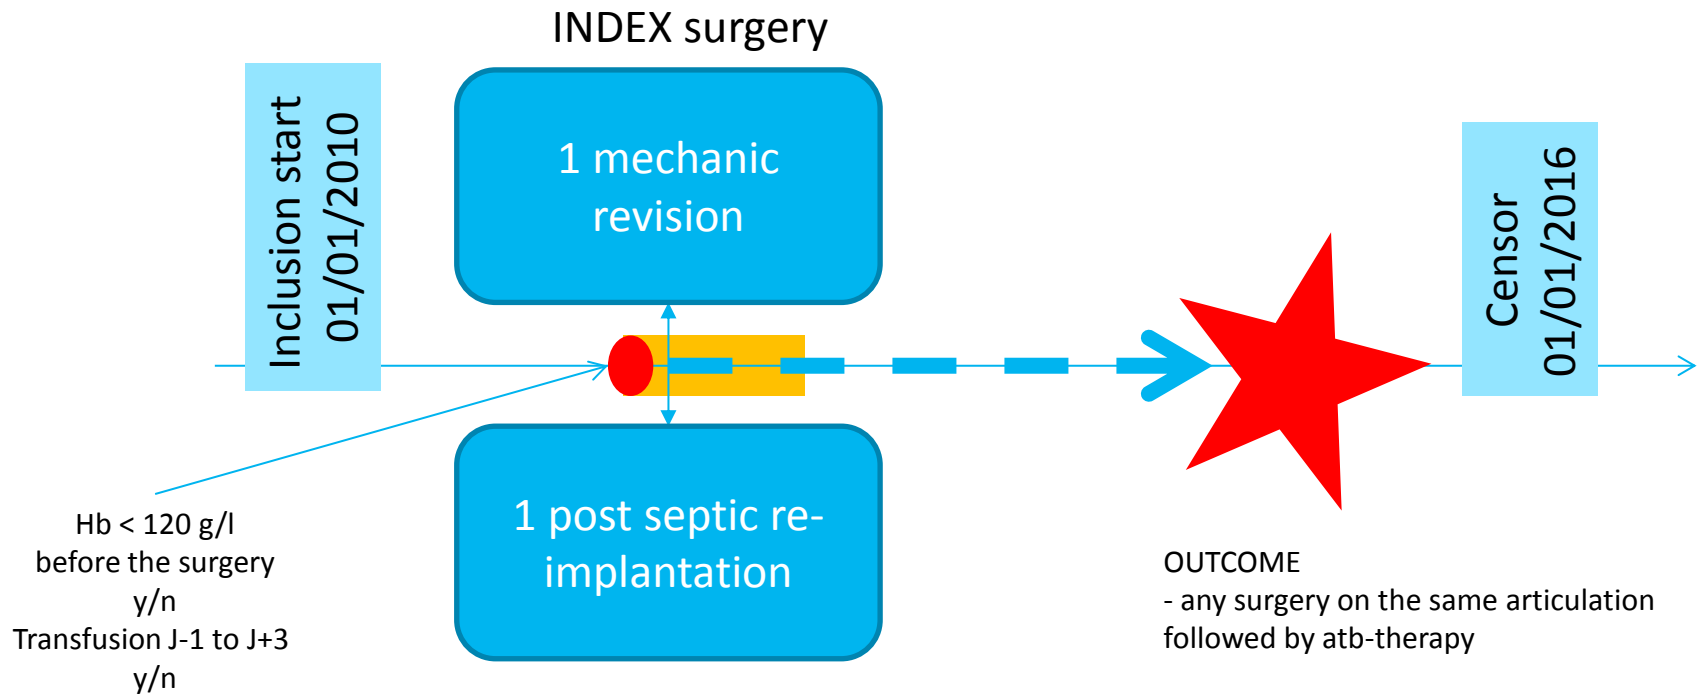 INDEX surgery
Inclusion start
01/01/2010
1 mechanic
revision
Censor
01/01/2016
1 post septic re-
implantation
Hb < 120 g/l
before the surgery
y/n
Transfusion J-1 to J+3
y/n
OUTCOME
- any surgery on the same articulation
followed by atb-therapy